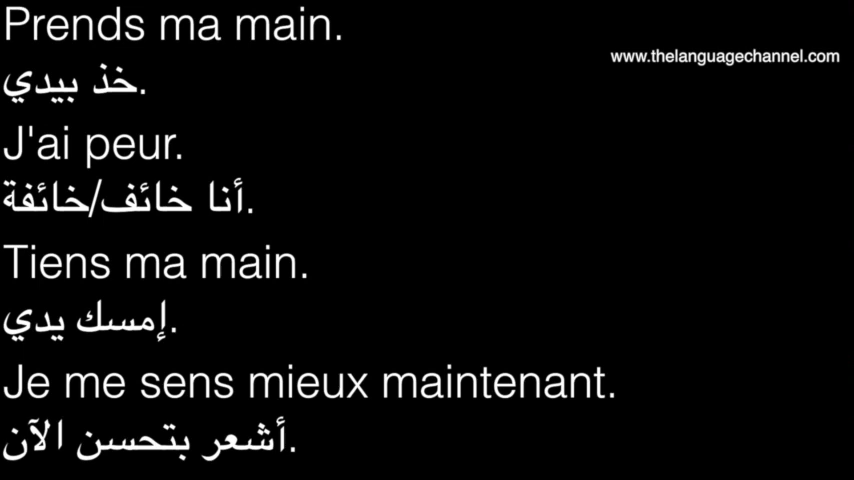 Prends ma main.
www.thelanguagechannel.com
خذ بيدي.
J'ai peur.
أنا خائف/خائفة.
Tiens ma main.
إمسك يدي.
Je me sens mieux maintenant.
أشعر بتحسن الآن.